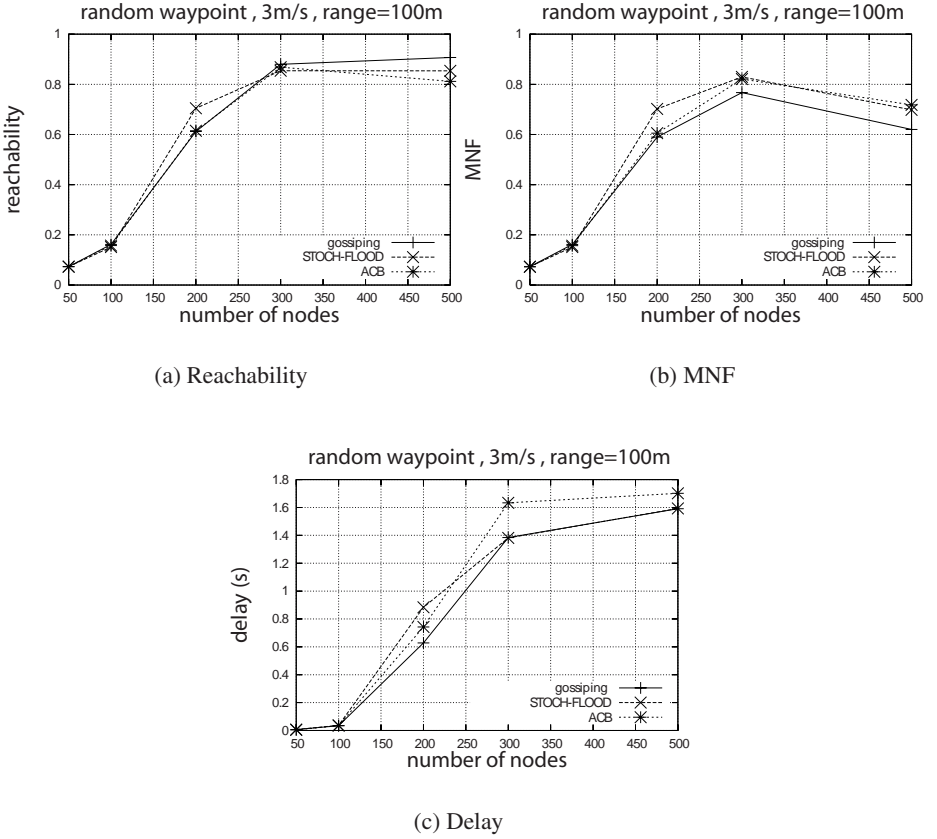 random waypoint , 3m/s , range=100m
1
0.8
0.6
0.4
0.2
0
reachability
gossiping
STOCH-FLOOD
ACB
50 100 150 200 250 300 350 400 450 500
number of nodes
(a) Reachability
random waypoint , 3m/s , range=100m
1
0.8
0.6
0.4
0.2
0
MNF
gossiping
STOCH-FLOOD
ACB
50 100 150 200 250 300 350 400 450 500
number of nodes
(b) MNF
random waypoint , 3m/s , range=100m
1.8
1.6
1.4
1.2
1
0.8
0.6
0.4
0.2
0
delay (s)
gossiping
STOCH-FLOOD
ACB
50 100 150 200 250 300 350 400 450 500
number of nodes
(c) Delay